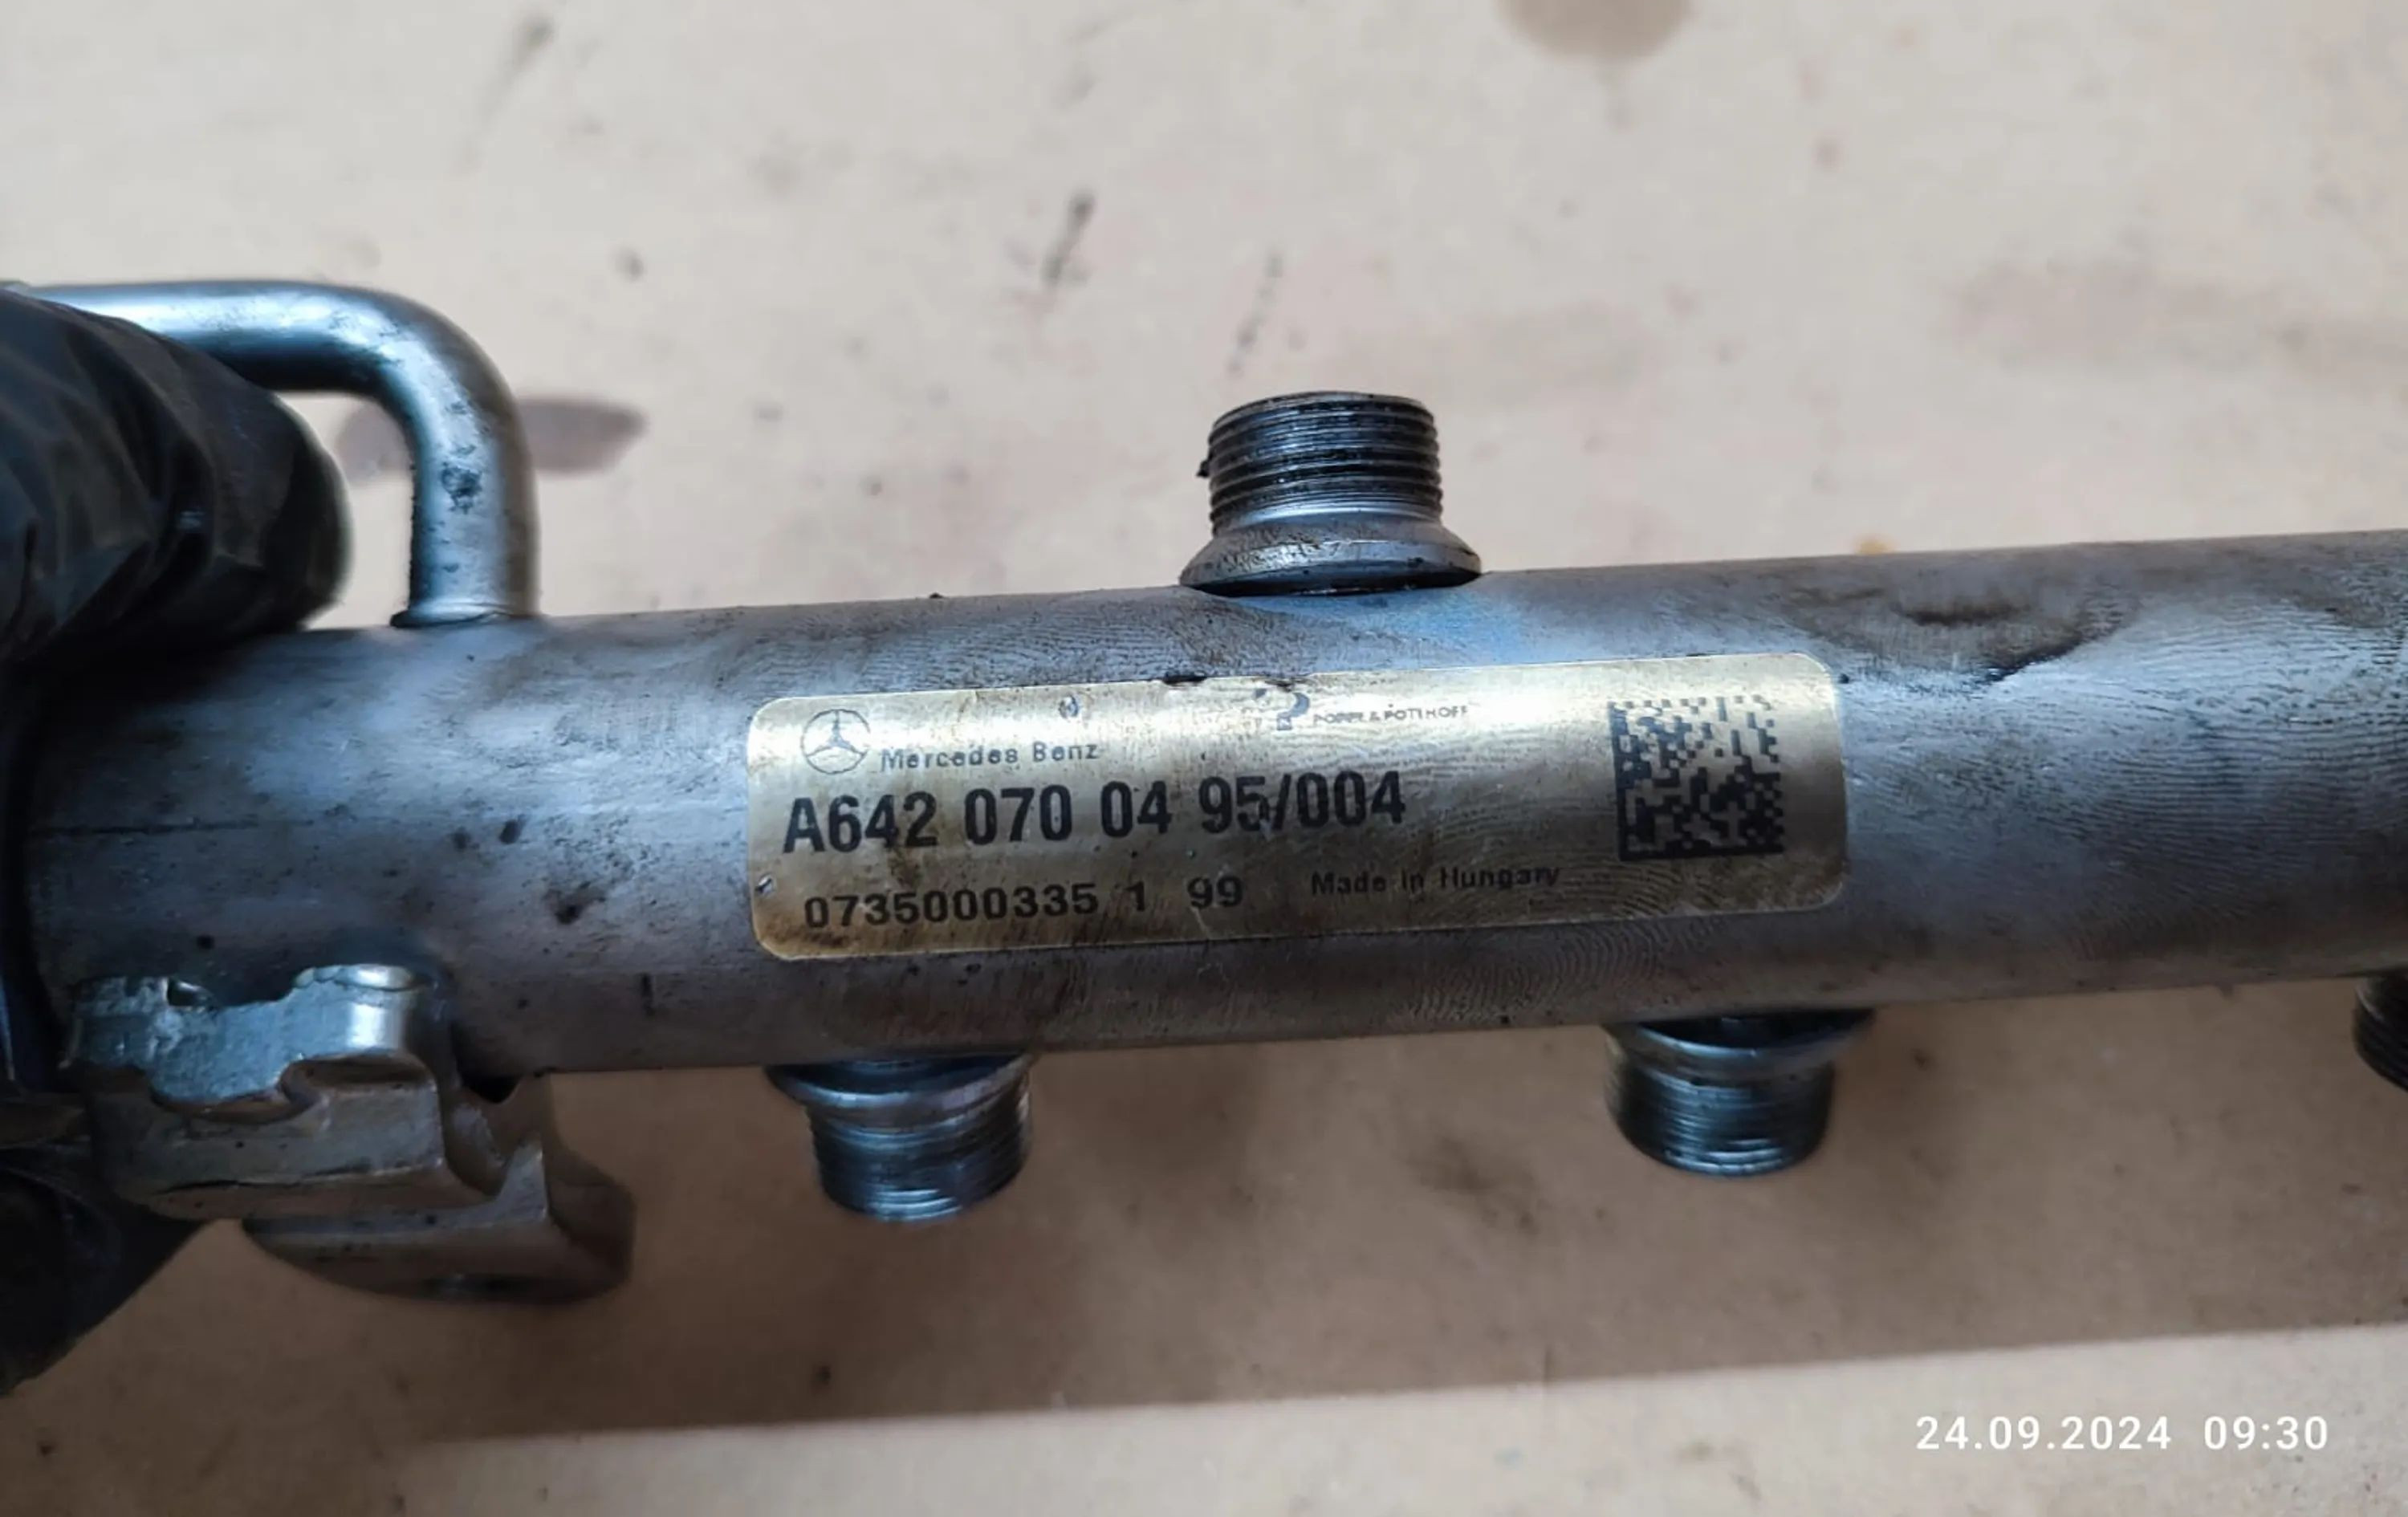 POPPE & POTTHOFF
Mercedes Benz
A642 070 04 95/004
0735000335 1 99 Made in Hungary
24.09.2024 09:30